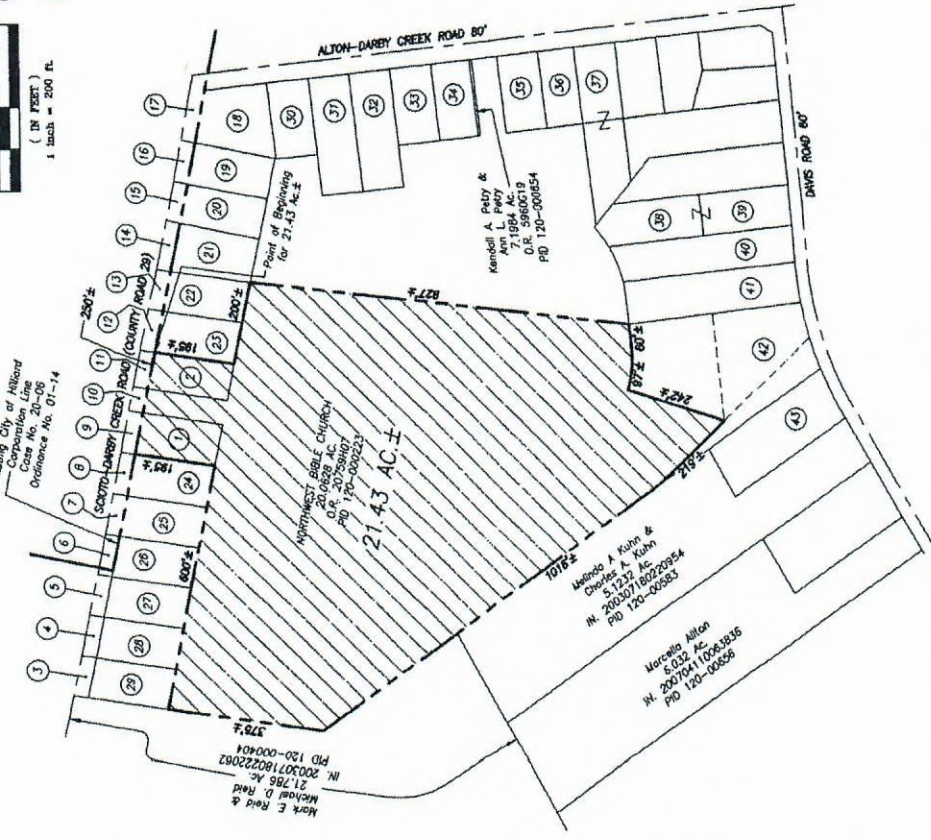 ( IN FEET )
1 inch = 200 ft.
City of Hilliard
Corporation Line
Case No. 20-06
Ordinance No. 01-14
SCIOTO-DARBY CREEK ROAD (COUNTY ROAD 29)
ALTON-DARBY CREEK ROAD 80'
DAVIS ROAD 60'
3
4
5
6
7
8
9
10
11
12
13
14
15
16
17
250'±
195'±
195'±
200'±
600'±
29
28
27
26
25
24
1
2
23
22
21
20
19
18
30
31
32
33
34
35
36
37
Z
38
Z
39
40
41
42
43
Point of Beginning
for 21.43 Ac.±
Kendall A. Petry &
Ann L. Petry
7.1984 Ac.
O.R. 5960C19
PID 120-000854
NORTHWEST BIBLE CHURCH
20.0628 AC.
O.R. 20759H07
PID 120-000223
21.43 AC.±
827'±
60'±
97'±
242'±
219'±
1018'±
375'±
Mark E. Reid &
Michael D. Reid
21.786 Ac.
IN. 200307180222062
PID 120-000404
Melinda A Kuhn &
Charles A. Kuhn
5.1232 Ac.
IN. 200307180220954
PID 120-00583
Marcella Allton
6.032 Ac.
IN. 200704110063836
PID 120-00656